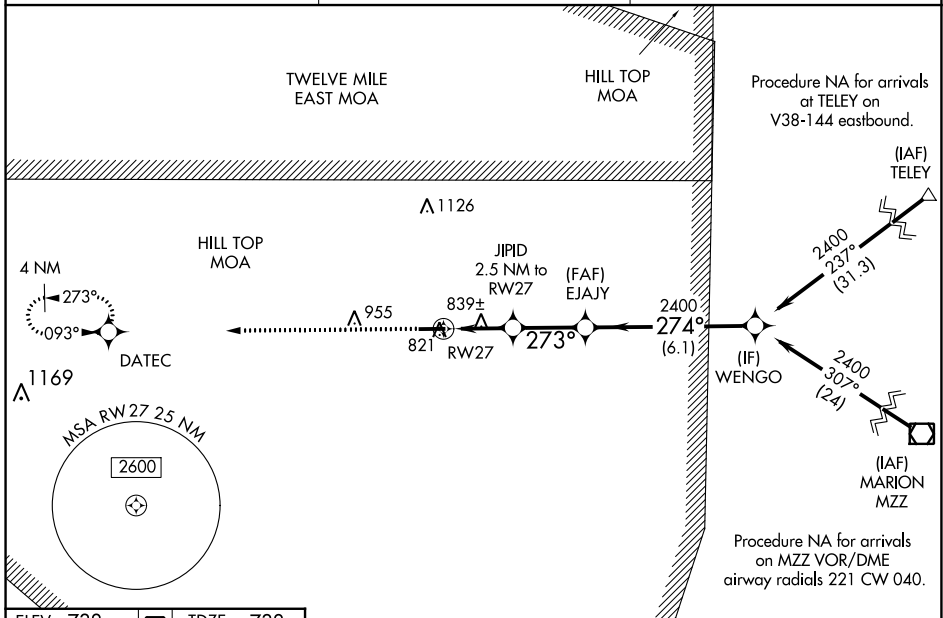 TWELVE MILE
EAST MOA
HILL TOP
MOA
Procedure NA for arrivals
at TELEY on
V38-144 eastbound.
(IAF)
TELEY
1126
HILL TOP
MOA
2400
237°
(31.3)
4 NM
273°
093°
DATEC
JIPID
2.5 NM to
RW27
(FAF)
EJAJY
955
839±
821
RW27
273°
2400
274°
(6.1)
(IF)
WENGO
2400
307°
(24)
1169
MSA RW 27 25 NM
2600
(IAF)
MARION
MZZ
Procedure NA for arrivals
on MZZ VOR/DME
airway radials 221 CW 040.